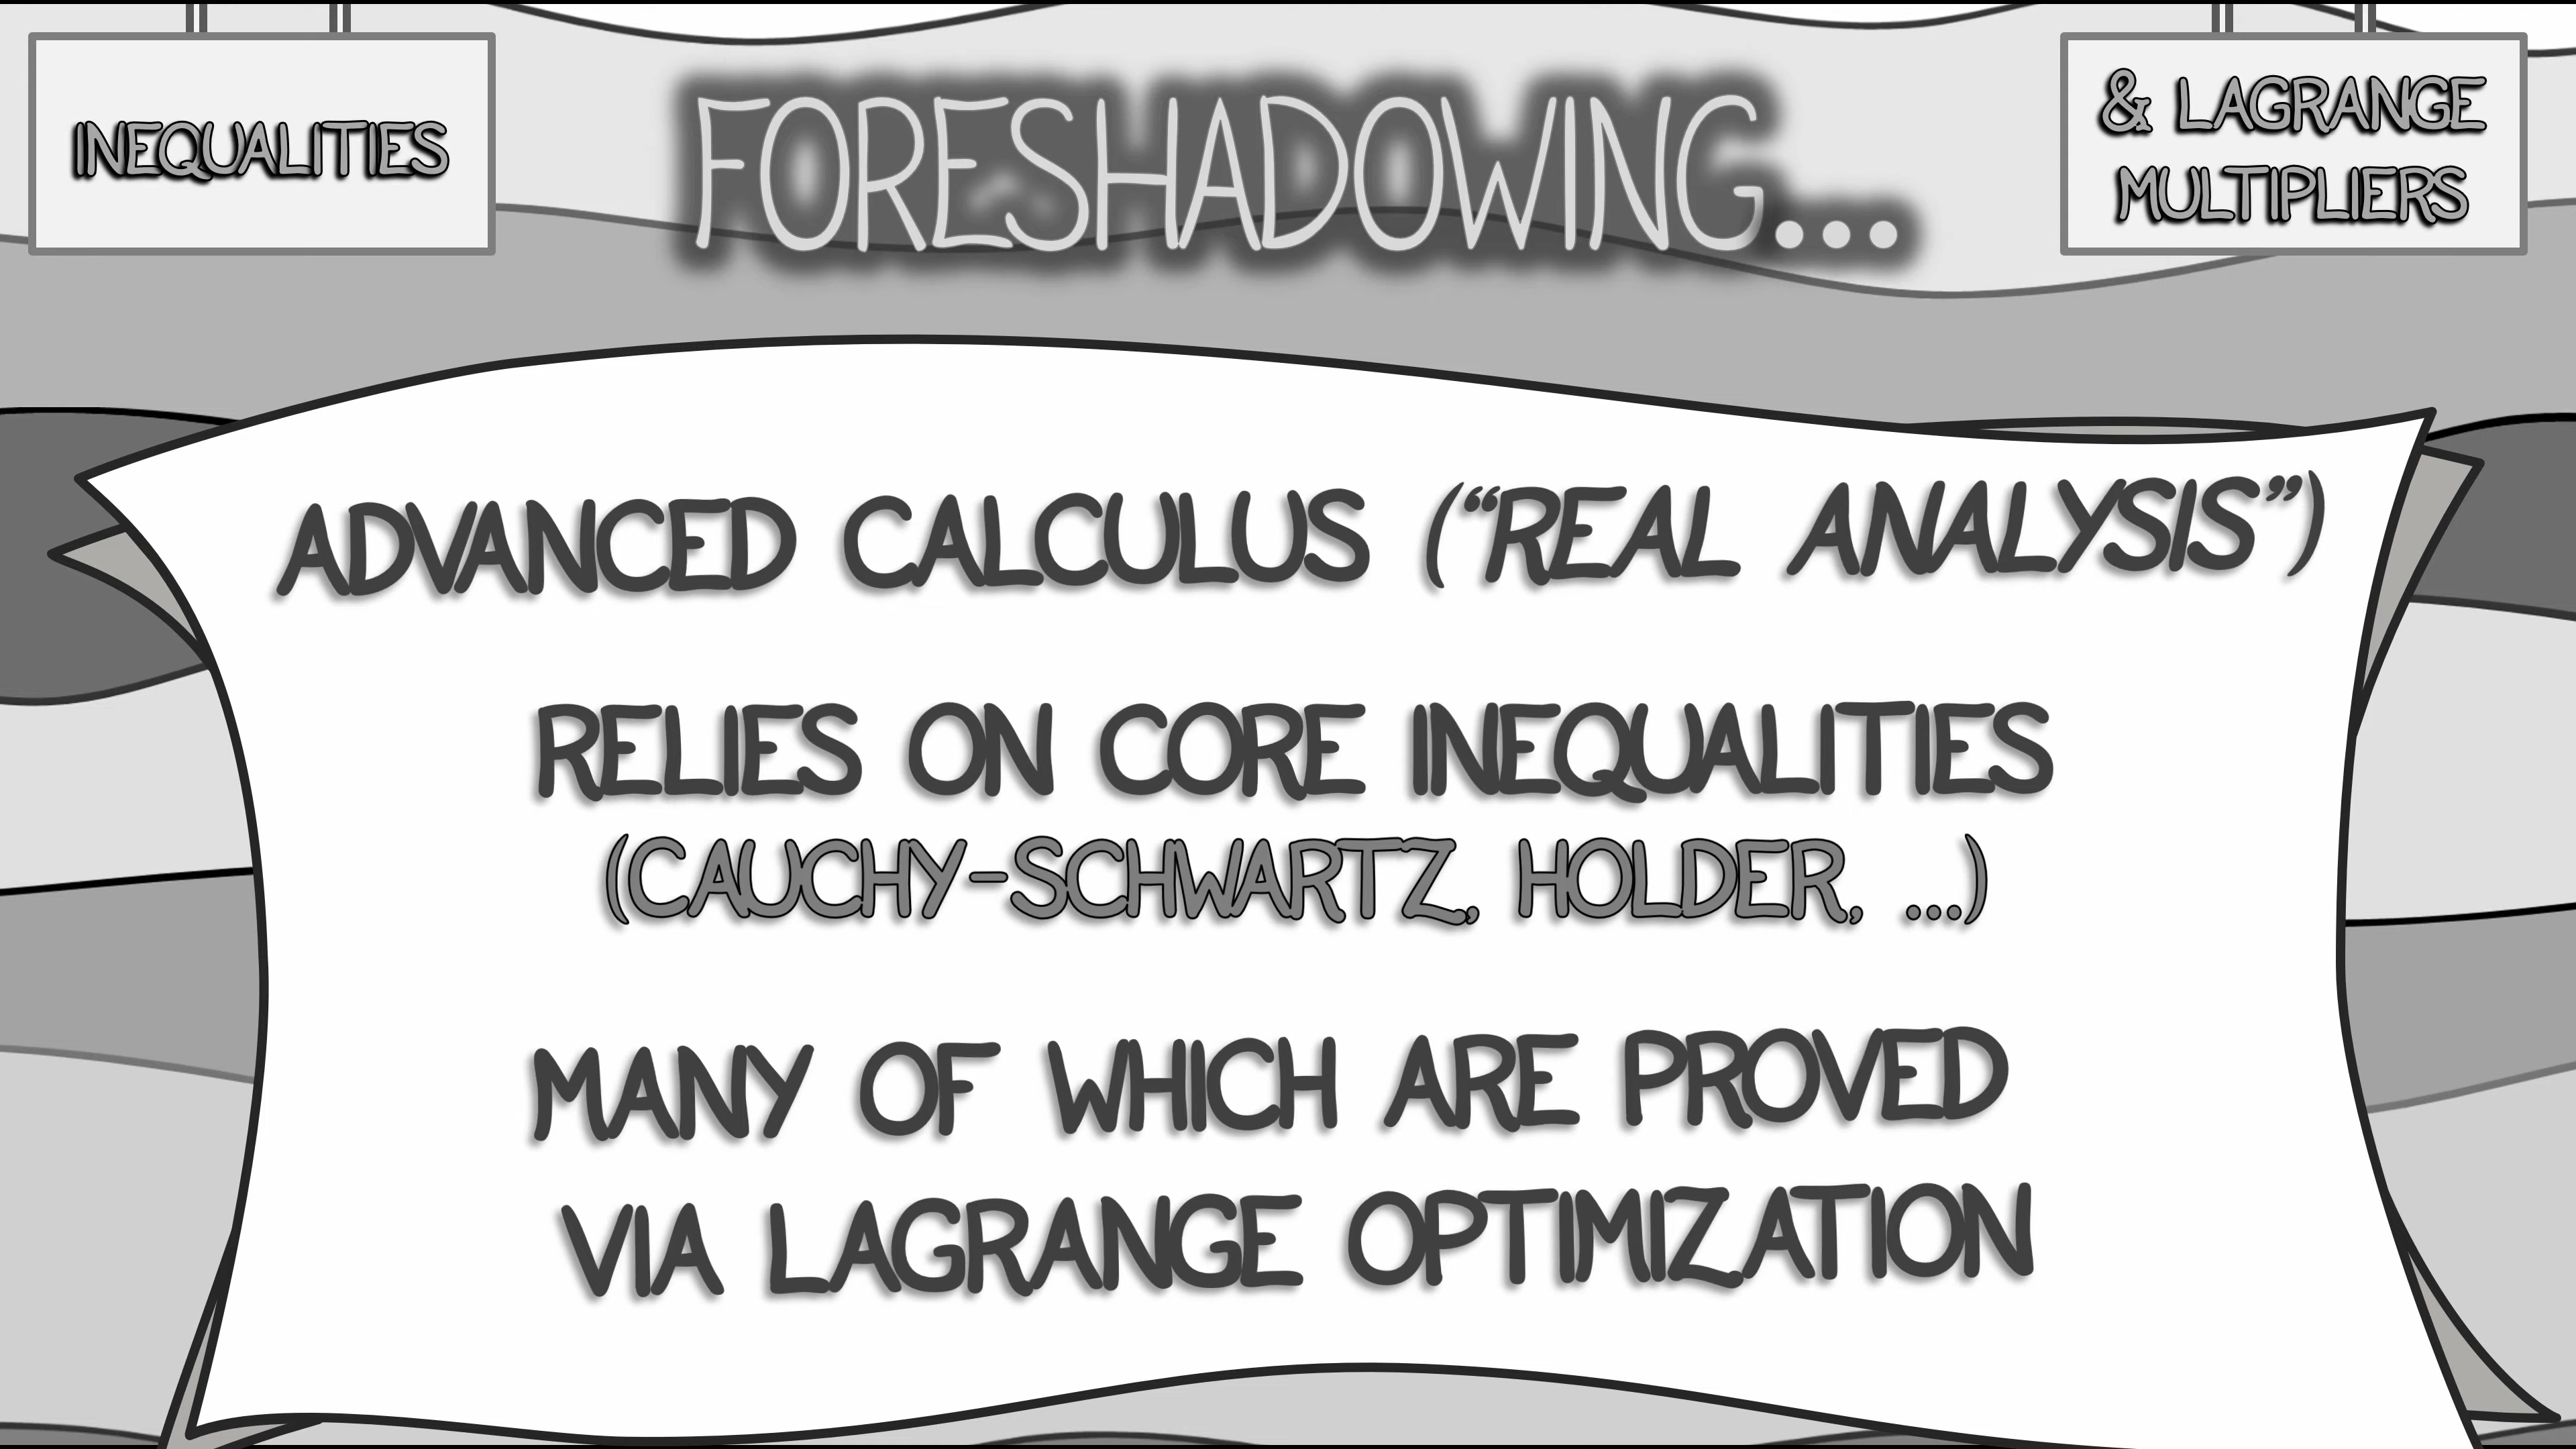 INEQUALITIES
FORESHADOWING...
& LAGRANGE
MULTIPLIERS
ADVANCED CALCULUS (“REAL ANALYSIS”)
RELIES ON CORE INEQUALITIES
(CAUCHY-SCHWARTZ, HOLDER, ...)
MANY OF WHICH ARE PROVED
VIA LAGRANGE OPTIMIZATION